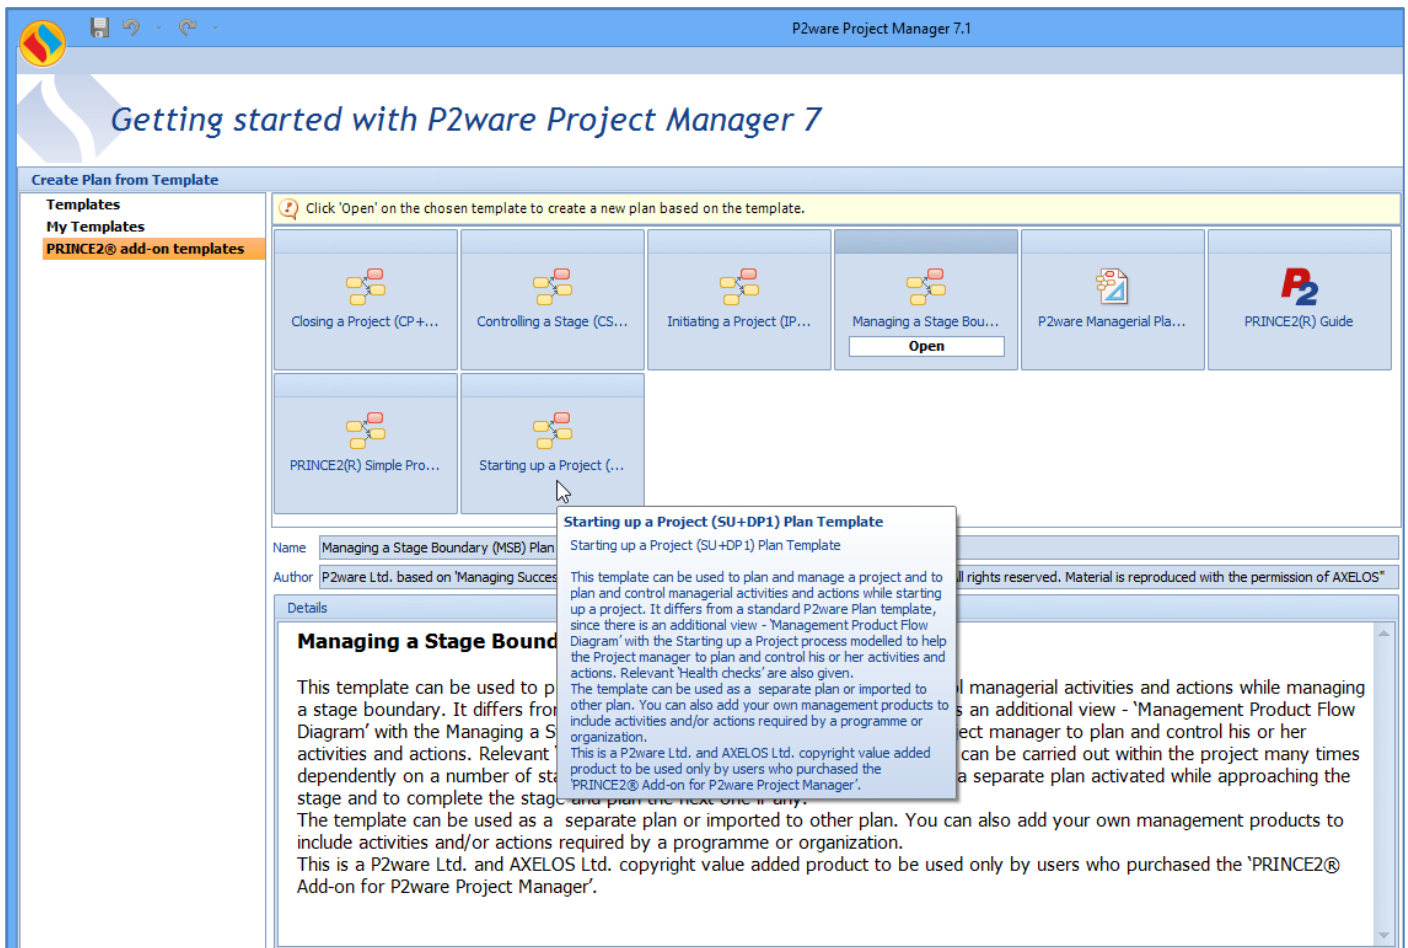 P2ware Project Manager 7.1
Getting started with P2ware Project Manager 7
Create Plan from Template
Templates
My Templates
PRINCE2® add-on templates
Click 'Open' on the chosen template to create a new plan based on the template.
Closing a Project (CP+...
Controlling a Stage (CS...
Initiating a Project (IP...
Managing a Stage Bou...
Open
P2ware Managerial Pla...
P2
PRINCE2(R) Guide
PRINCE2(R) Simple Pro...
Starting up a Project (...
Starting up a Project (SU+DP1) Plan Template
Starting up a Project (SU+DP1) Plan Template
This template can be used to plan and manage a project and to
plan and control managerial activities and actions while starting
up a project. It differs from a standard P2ware Plan template,
since there is an additional view - 'Management Product Flow
Diagram' with the Starting up a Project process modelled to help
the Project manager to plan and control his or her activities and
actions. Relevant 'Health checks' are also given.
The template can be used as a separate plan or imported to
other plan. You can also add your own management products to
include activities and/or actions required by a programme or
organization.
This is a P2ware Ltd. and AXELOS Ltd. copyright value added
product to be used only by users who purchased the
'PRINCE2® Add-on for P2ware Project Manager'.
Name Managing a Stage Boundary (MSB) Plan
Author P2ware Ltd. based on 'Managing Succes ll rights reserved. Material is reproduced with the permission of AXELOS"
Details
Managing a Stage Bound
This template can be used to p l managerial activities and actions while managing
a stage boundary. It differs fro s an additional view - 'Management Product Flow
Diagram' with the Managing a S ect manager to plan and control his or her
activities and actions. Relevant ' can be carried out within the project many times
dependently on a number of sta a separate plan activated while approaching the
stage and to complete the stage and plan the next one if any.
The template can be used as a separate plan or imported to other plan. You can also add your own management products to
include activities and/or actions required by a programme or organization.
This is a P2ware Ltd. and AXELOS Ltd. copyright value added product to be used only by users who purchased the 'PRINCE2®
Add-on for P2ware Project Manager'.